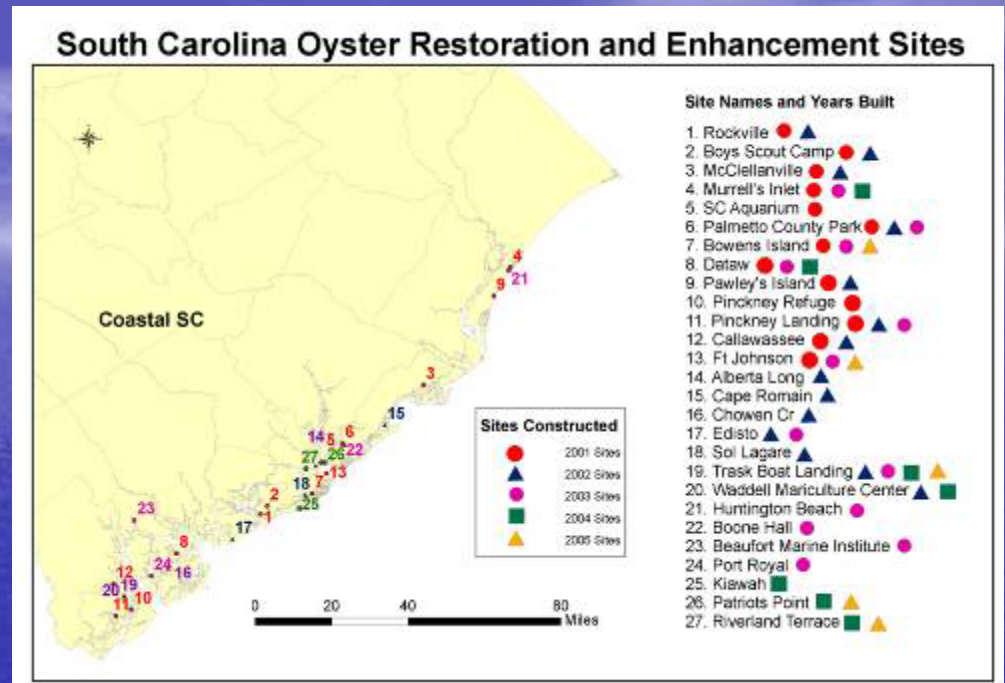 South Carolina Oyster Restoration and Enhancement Sites
Site Names and Years Built
1. Rockville
2. Boys Scout Camp
3. McClellanville
4. Murrell's Inlet
5. SC Aquarium
6. Palmetto County Park
7. Bowens Island
8. Dataw
9. Pawley's Island
10. Pinckney Refuge
11. Pinckney Landing
12. Callawassee
13. Ft Johnson
14. Alberta Long
15. Cape Romain
16. Chowen Cr
17. Edisto
18. Sol Lagare
19. Trask Boat Landing
20. Waddell Mariculture Center
21. Huntington Beach
22. Boone Hall
23. Beaufort Marine Institute
24. Port Royal
25. Kiawah
26. Patriots Point
27. Riverland Terrace
Coastal SC
4
21
9
3
15
14
5
6
22
27
26
13
7
18
25
2
1
17
23
8
24
16
12
20
19
11
10
Sites Constructed
2001 Sites
2002 Sites
2003 Sites
2004 Sites
2005 Sites
0 20 40 80
Miles